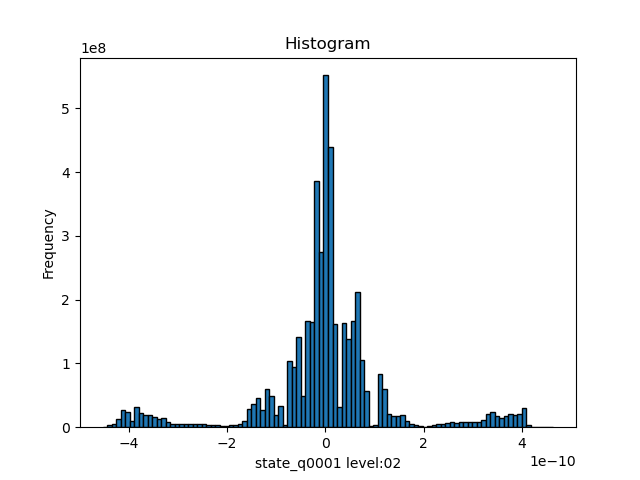 Histogram
1e8
5
4
3
2
1
0
Frequency
−4 −2 0 2 4
1e−10
state_q0001 level:02